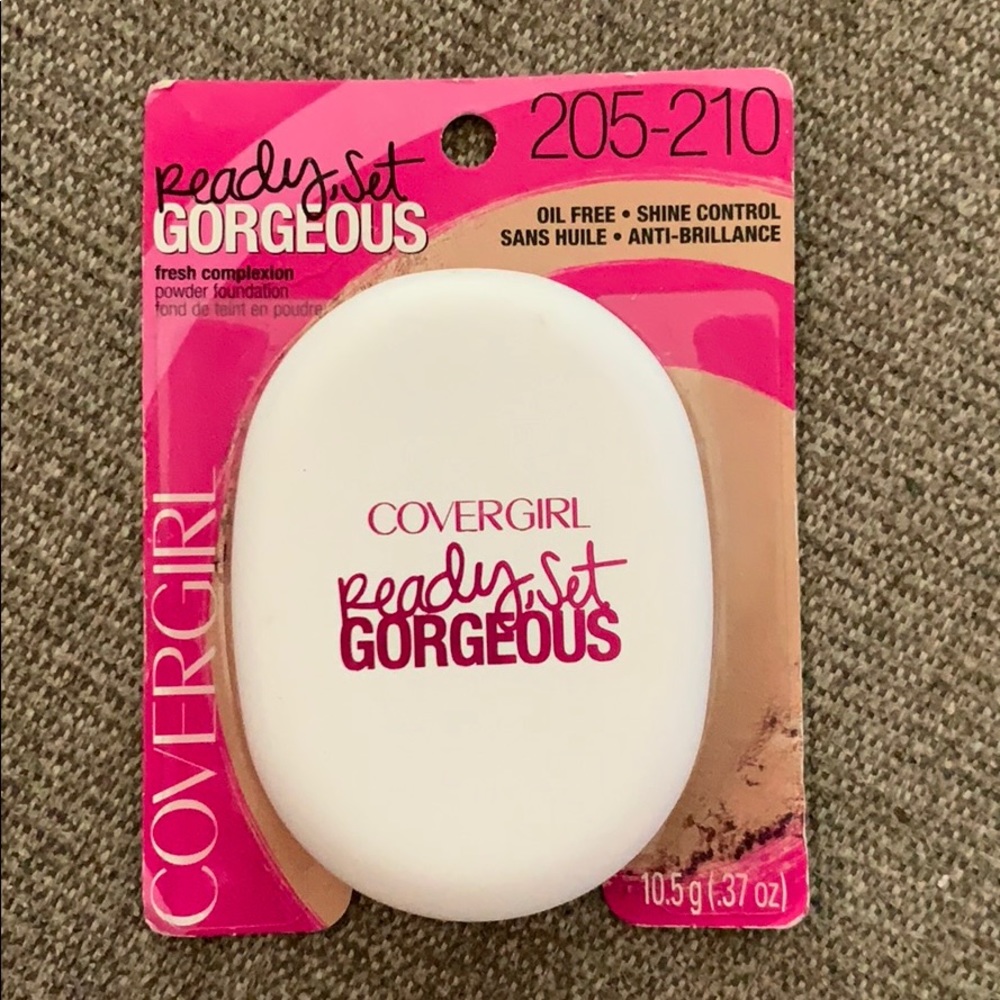 205-210
Ready, Set
GORGEOUS
OIL FREE • SHINE CONTROL
SANS HUILE • ANTI-BRILLANCE
fresh complexion
powder foundation
fond de teint en poudre
COVERGIRL
COVERGIRL
Ready, Set
GORGEOUS
10.5 g (.37 oz)